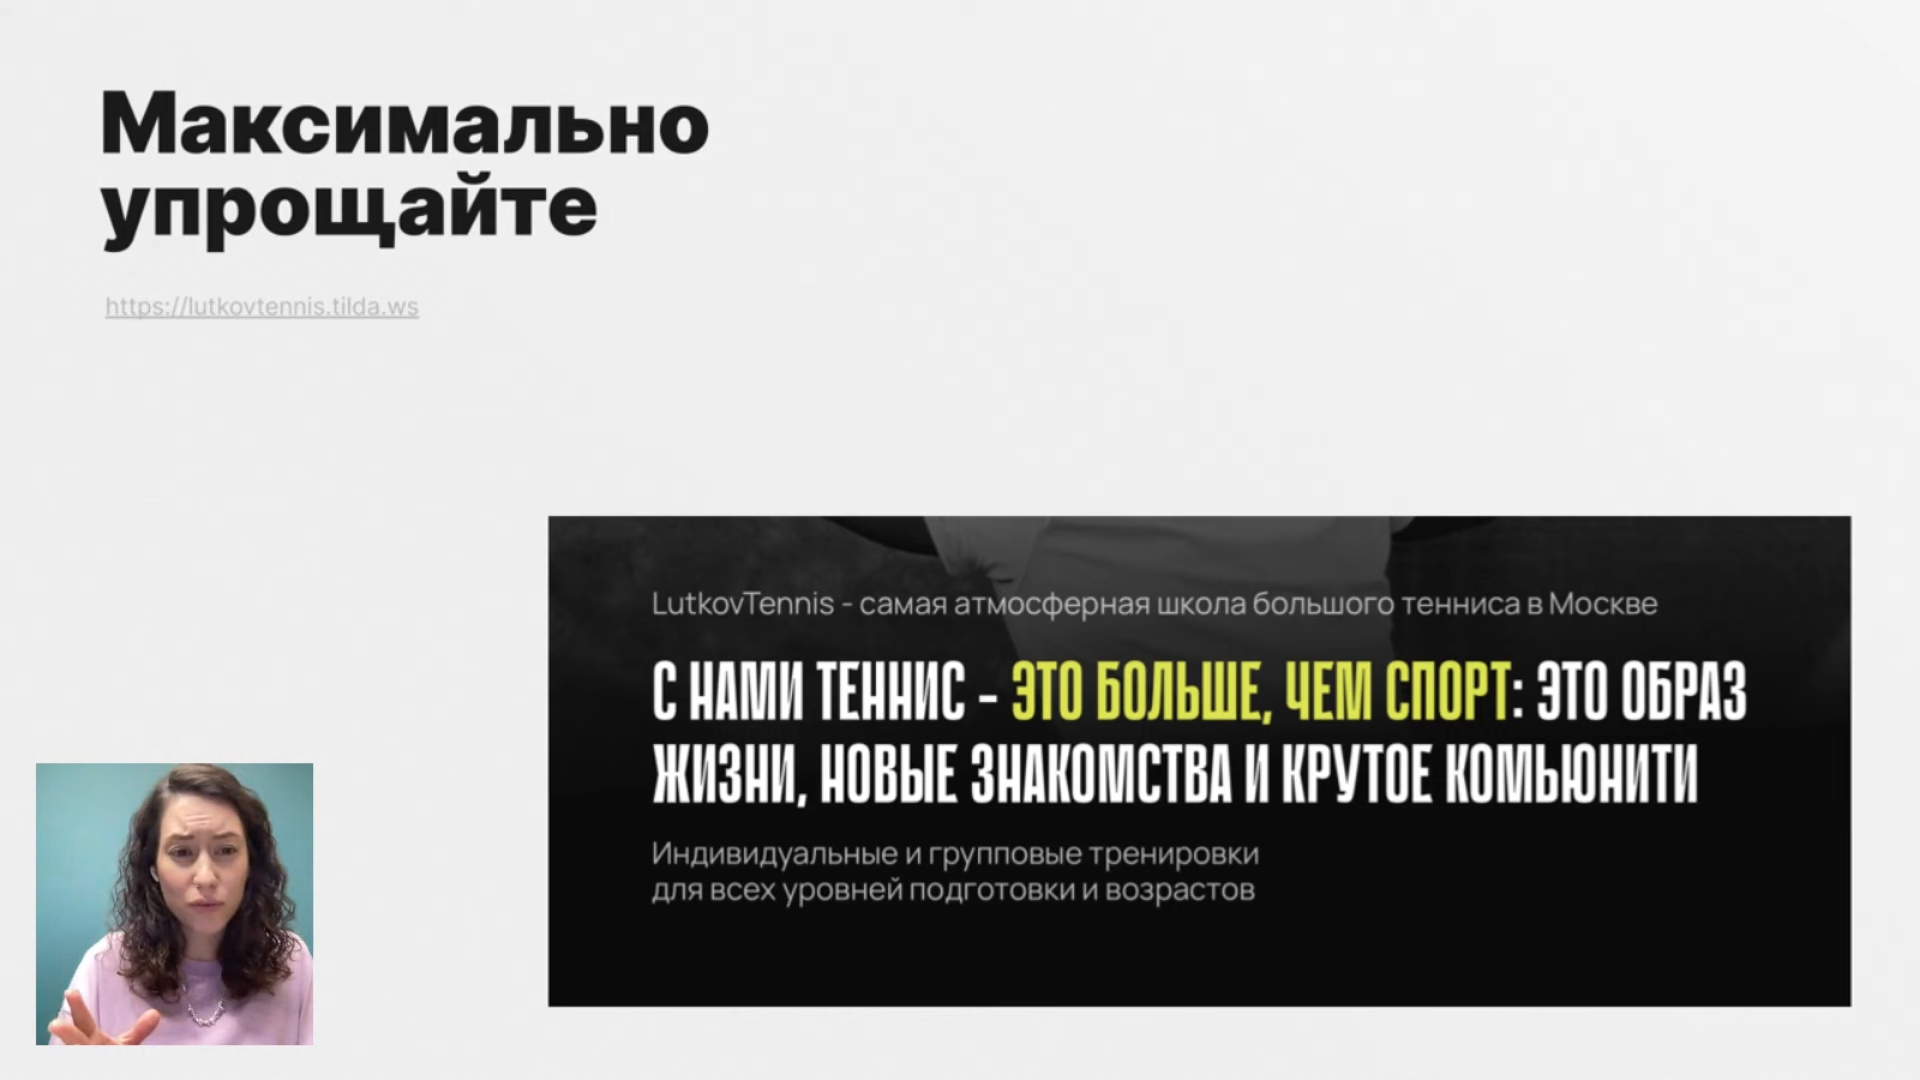 Максимально
упрощайте
https://lutkovtennis.tilda.ws
LutkovTennis - самая атмосферная школа большого тенниса в Москве
С НАМИ ТЕННИС – ЭТО БОЛЬШЕ, ЧЕМ СПОРТ: ЭТО ОБРАЗ
ЖИЗНИ, НОВЫЕ ЗНАКОМСТВА И КРУТОЕ КОМЬЮНИТИ
Индивидуальные и групповые тренировки
для всех уровней подготовки и возрастов